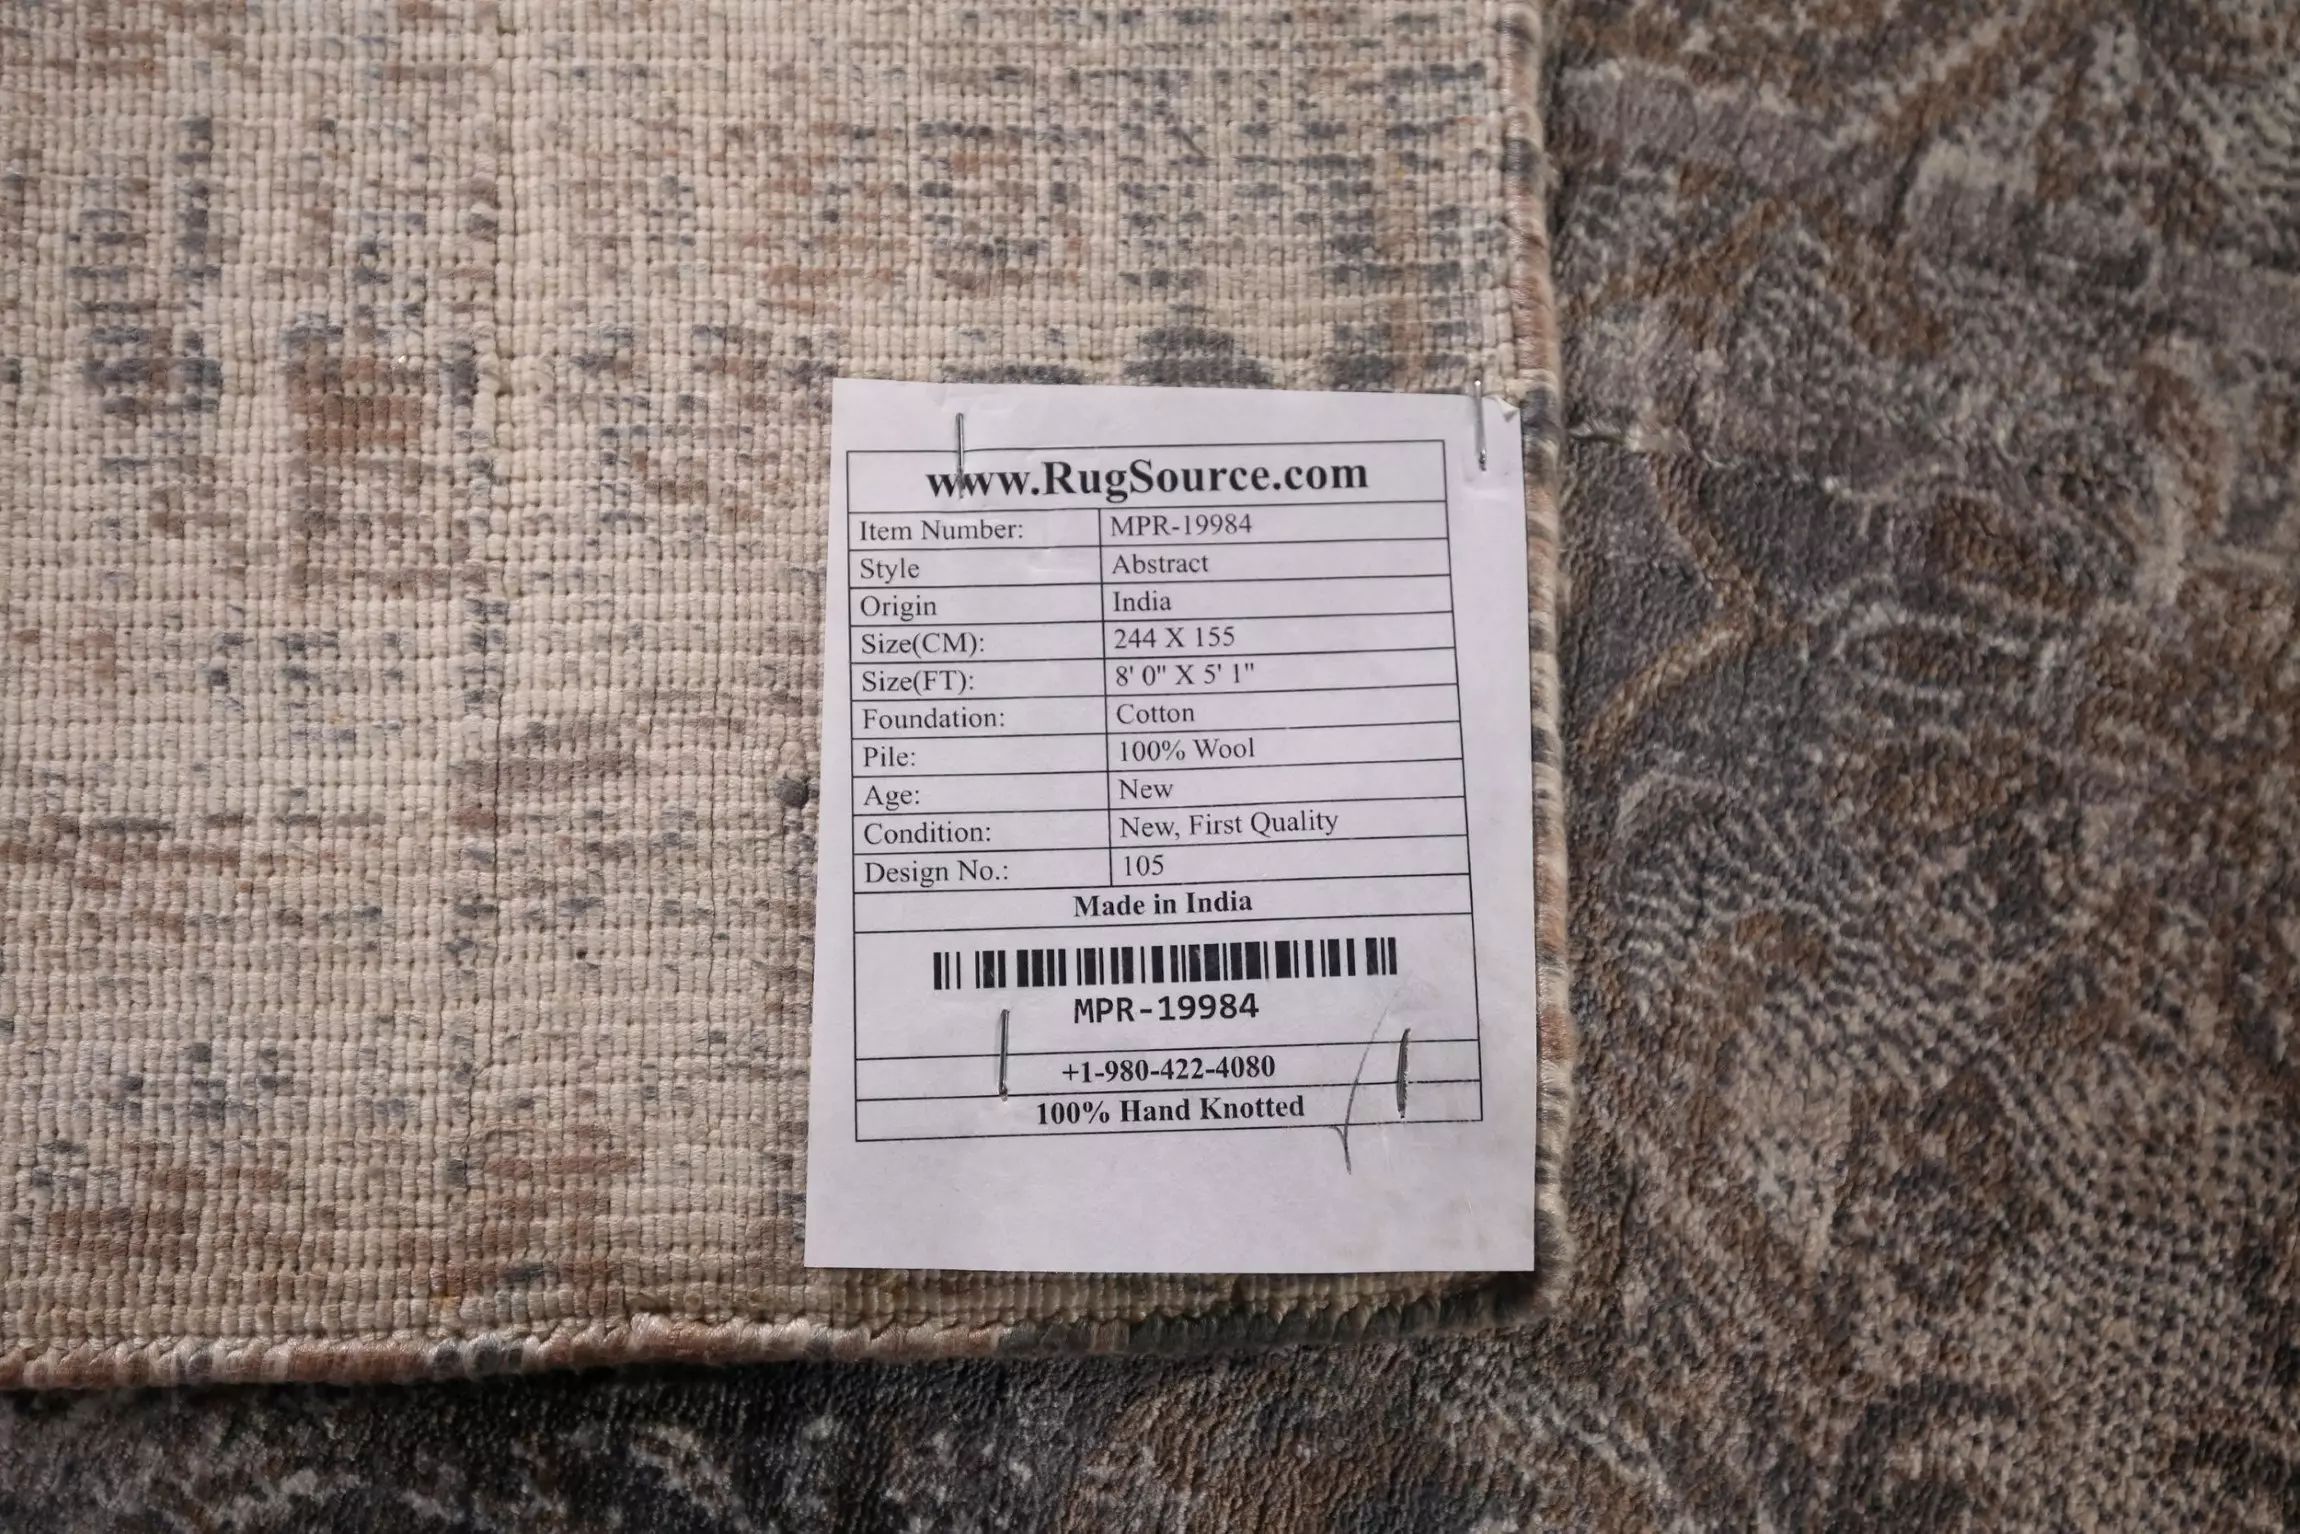 www.RugSource.com
Item Number: MPR-19984
Style Abstract
Origin India
Size(CM): 244 X 155
Size(FT): 8' 0" X 5' 1"
Foundation: Cotton
Pile: 100% Wool
Age: New
Condition: New, First Quality
Design No.: 105
Made in India
MPR-19984
+1-980-422-4080
100% Hand Knotted